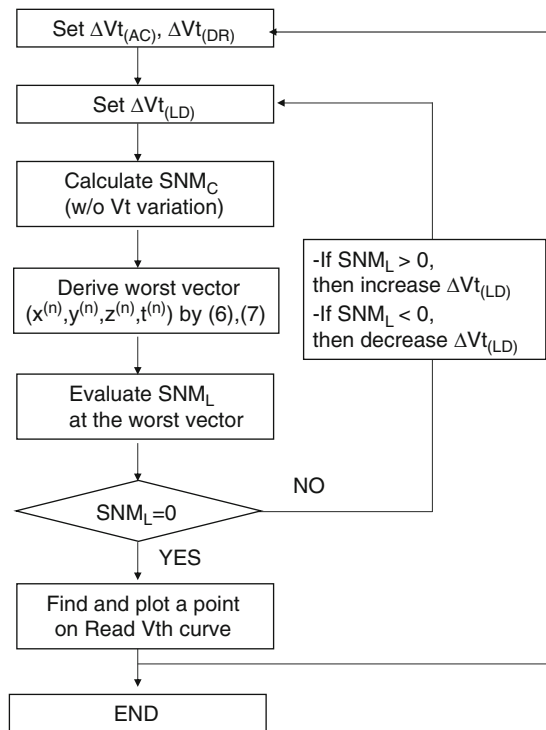 Set ΔVt(AC), ΔVt(DR)
Set ΔVt(LD)
Calculate SNMC
(w/o Vt variation)
Derive worst vector
(x(n),y(n),z(n),t(n)) by (6),(7)
Evaluate SNML
at the worst vector
SNML=0
NO
YES
-If SNML > 0,
then increase ΔVt(LD)
-If SNML < 0,
then decrease ΔVt(LD)
Find and plot a point
on Read Vth curve
END